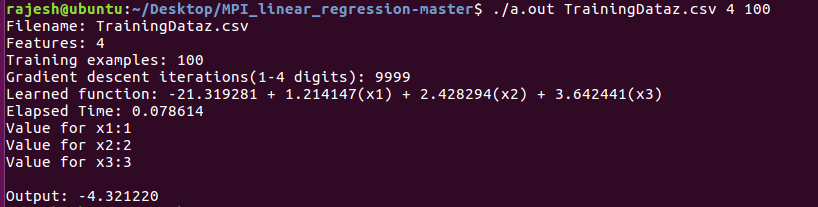 rajesh@ubuntu:~/Desktop/MPI_linear_regression-master$ ./a.out TrainingDataz.csv 4 100
Filename: TrainingDataz.csv
Features: 4
Training examples: 100
Gradient descent iterations(1-4 digits): 9999
Learned function: -21.319281 + 1.214147(x1) + 2.428294(x2) + 3.642441(x3)
Elapsed Time: 0.078614
Value for x1:1
Value for x2:2
Value for x3:3
Output: -4.321220